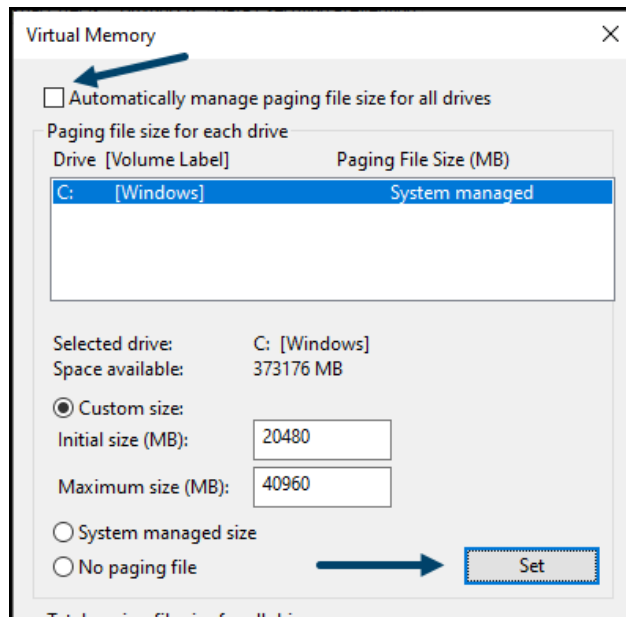 Virtual Memory
Automatically manage paging file size for all drives
Paging file size for each drive
Drive [Volume Label] Paging File Size (MB)
C: [Windows] System managed
Selected drive: C: [Windows]
Space available: 373176 MB
Custom size:
Initial size (MB): 20480
Maximum size (MB): 40960
System managed size
No paging file
Set